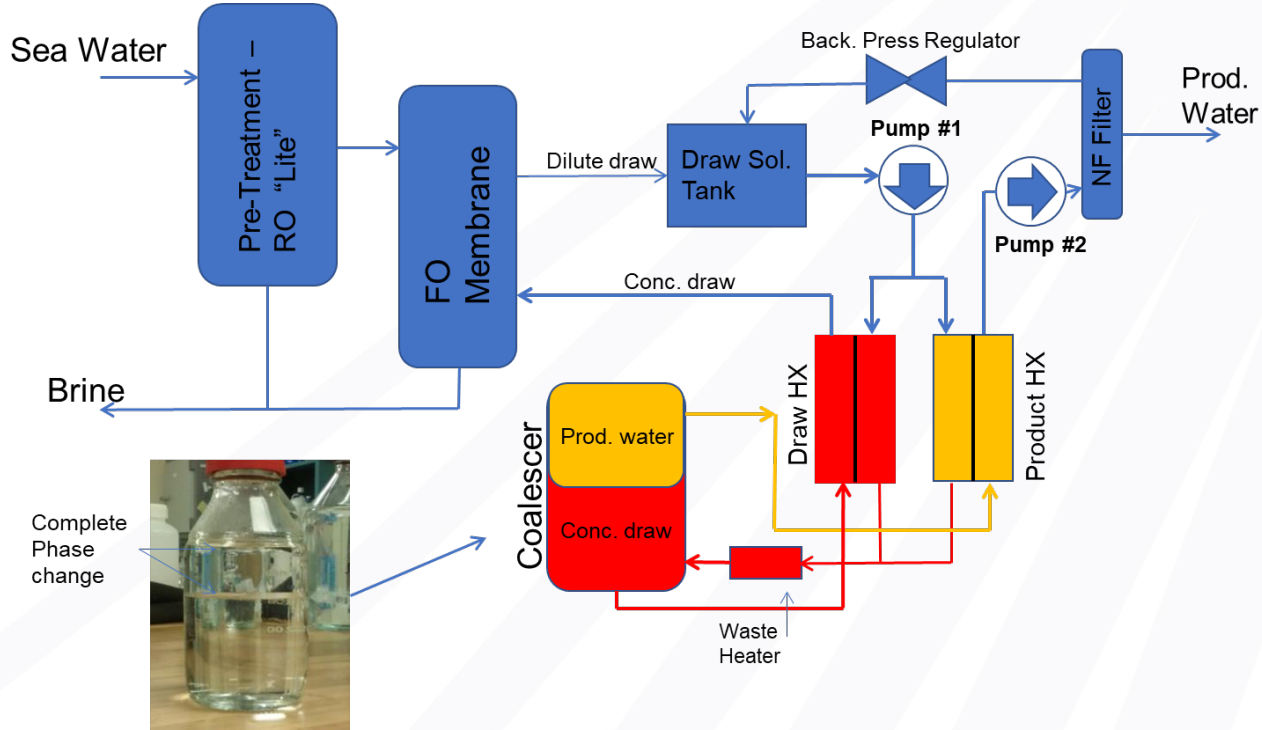 Sea Water
Pre-Treatment –
RO “Lite”
FO
Membrane
Brine
Dilute draw
Draw Sol.
Tank
Back. Press Regulator
Pump #1
Pump #2
NF Filter
Prod.
Water
Conc. draw
Draw HX
Product HX
Coalescer
Prod. water
Conc. draw
Waste
Heater
Complete
Phase
change